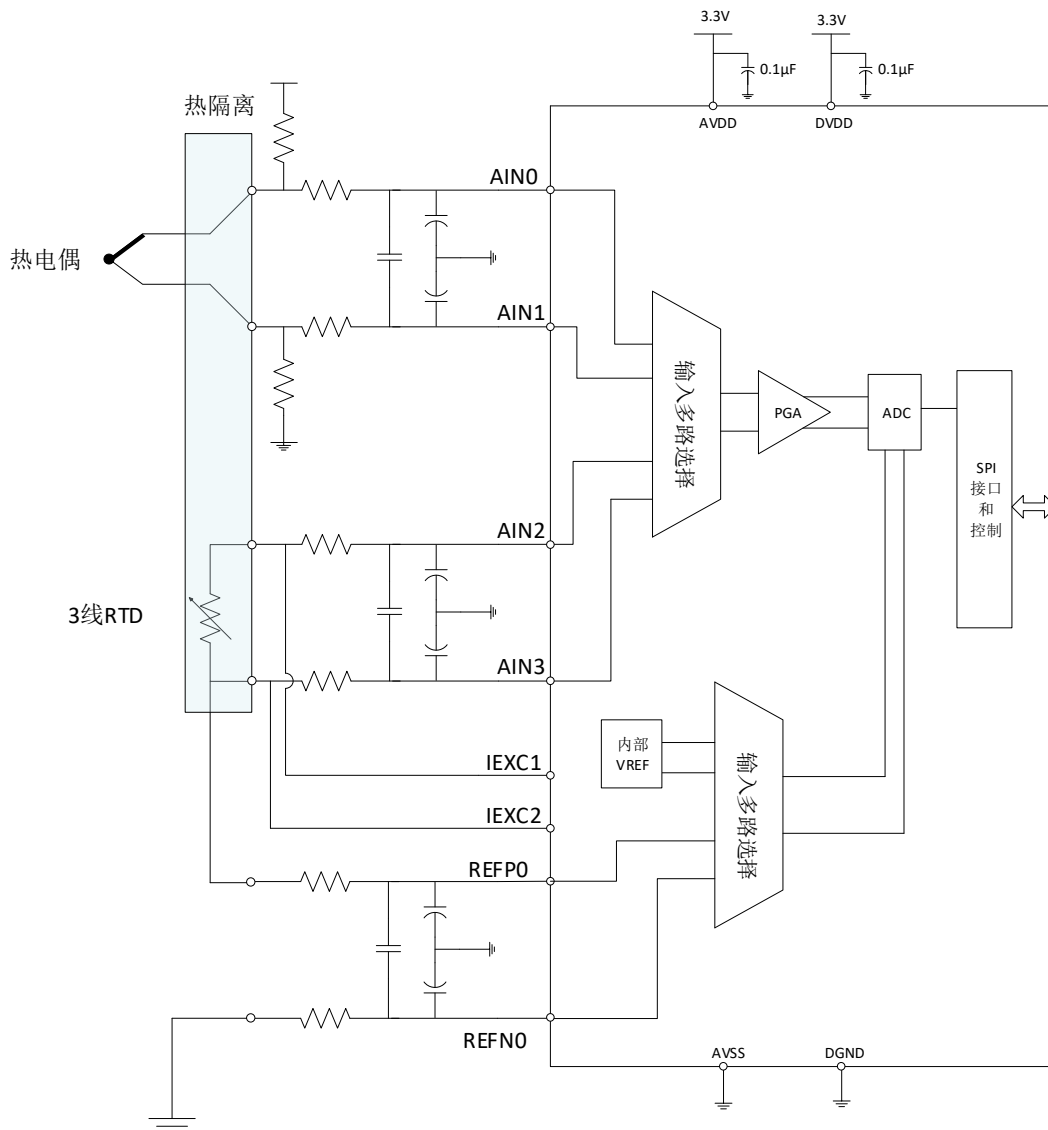 3.3V
3.3V
0.1µF
0.1µF
热隔离
AVDD
DVDD
AIN0
热电偶
AIN1
输入多路选择
PGA
ADC
SPI
接口
和
控制
AIN2
3线RTD
AIN3
内部
VREF
输入多路选择
IEXC1
IEXC2
REFP0
REFN0
AVSS
DGND